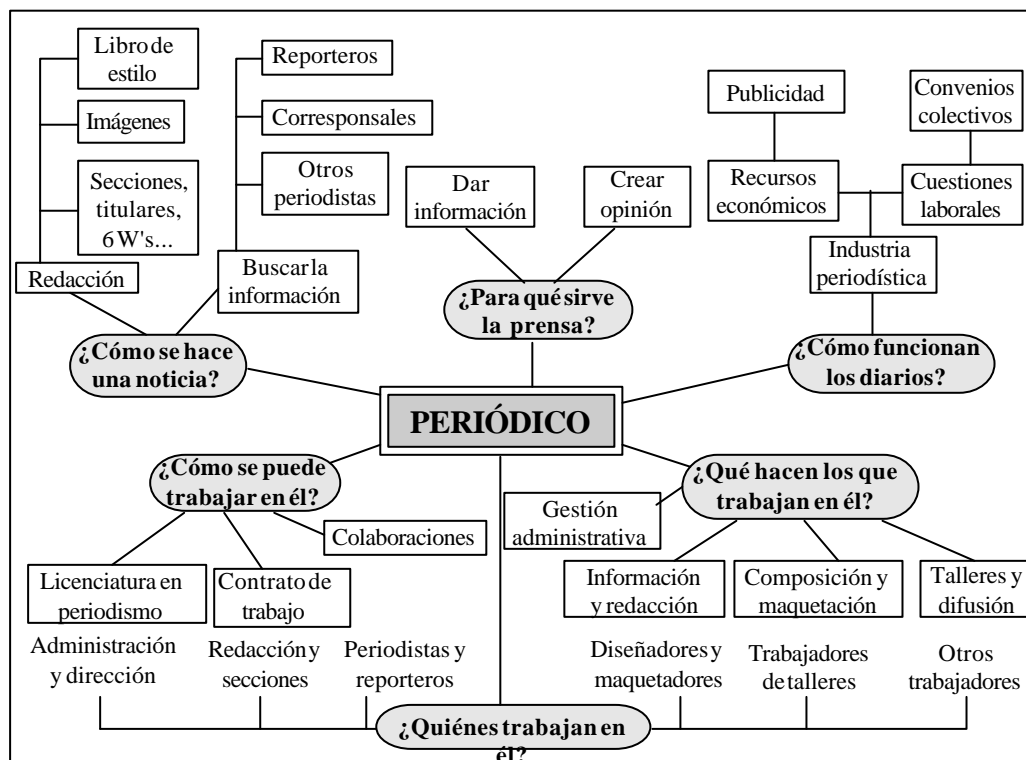 Libro de
estilo
Imágenes
Secciones,
titulares,
6 W's...
Redacción
Reporteros
Corresponsales
Otros
periodistas
Buscar la
información
¿Cómo se hace
una noticia?
Dar
información
Crear
opinión
¿Para qué sirve
la prensa?
Publicidad
Convenios
colectivos
Recursos
económicos
Cuestiones
laborales
Industria
periodística
¿Cómo funcionan
los diarios?
PERIÓDICO
¿Cómo se puede
trabajar en él?
Colaboraciones
Licenciatura en
periodismo
Contrato de
trabajo
¿Qué hacen los que
trabajan en él?
Gestión
administrativa
Información
y redacción
Composición y
maquetación
Talleres y
difusión
Administración
y dirección
Redacción y
secciones
Periodistas y
reporteros
Diseñadores y
maquetadores
Trabajadores
de talleres
Otros
trabajadores
¿Quiénes trabajan en
él?